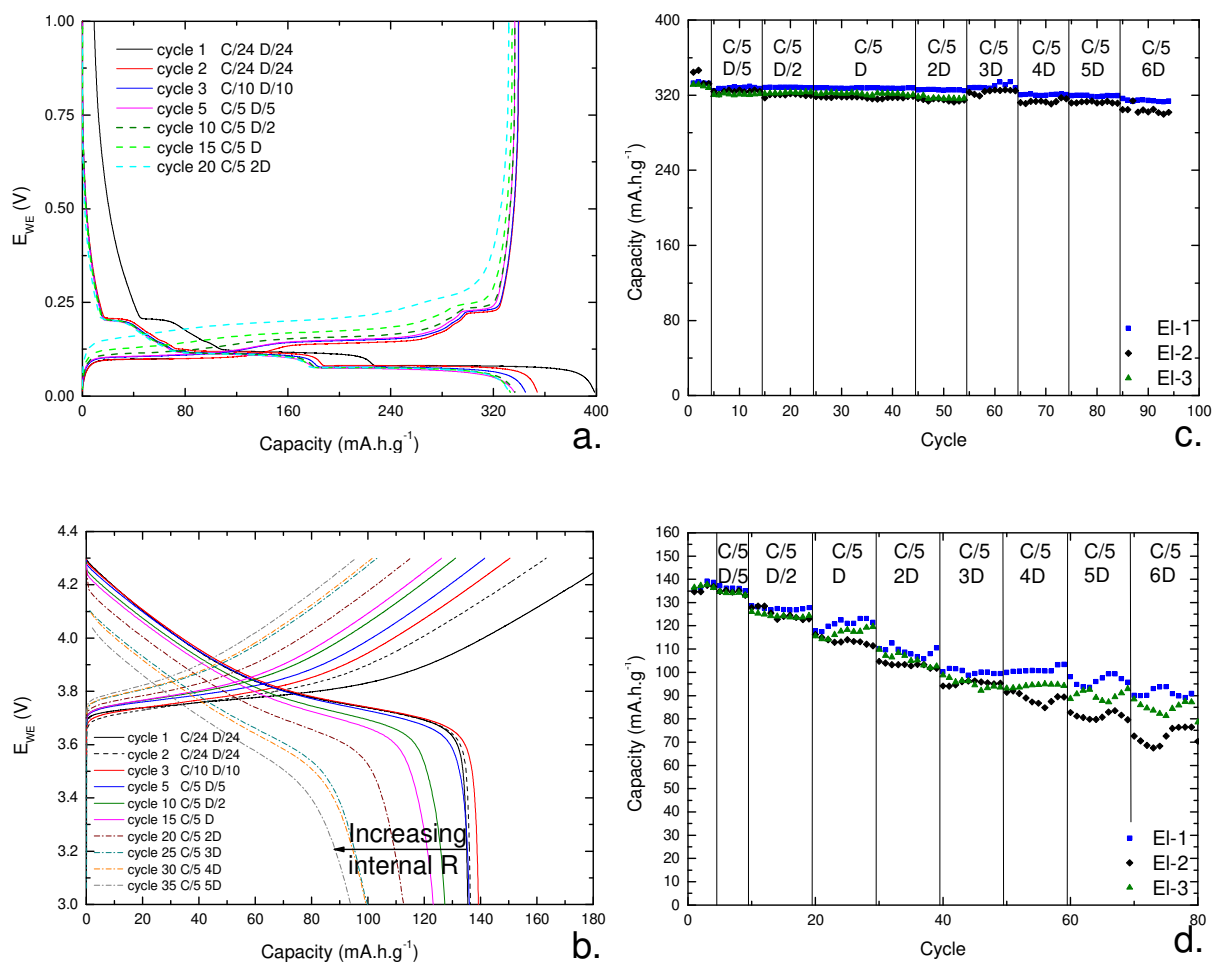 1.00
0.75
0.50
0.25
0.00
E_WE (V)
cycle 1 C/24 D/24
cycle 2 C/24 D/24
cycle 3 C/10 D/10
cycle 5 C/5 D/5
cycle 10 C/5 D/2
cycle 15 C/5 D
cycle 20 C/5 2D
0 80 160 240 320 400
Capacity (mA.h.g⁻¹)
a.
400
320
240
160
80
0
Capacity (mA.h.g⁻¹)
C/5 C/5 C/5 C/5 C/5 C/5 C/5 C/5
D/5 D/2 D 2D 3D 4D 5D 6D
El-1
El-2
El-3
0 10 20 30 40 50 60 70 80 90 100
Cycle
c.
4.4
4.2
4.0
3.8
3.6
3.4
3.2
3.0
E_WE (V)
cycle 1 C/24 D/24
cycle 2 C/24 D/24
cycle 3 C/10 D/10
cycle 5 C/5 D/5
cycle 10 C/5 D/2
cycle 15 C/5 D
cycle 20 C/5 2D
cycle 25 C/5 3D
cycle 30 C/5 4D
cycle 35 C/5 5D
Increasing
internal R
0 20 40 60 80 100 120 140 160 180
Capacity (mA.h.g⁻¹)
b.
160
150
140
130
120
110
100
90
80
70
60
50
40
30
20
10
0
Capacity (mA.h.g⁻¹)
C/5 C/5 C/5 C/5 C/5 C/5 C/5 C/5
D/5 D/2 D 2D 3D 4D 5D 6D
El-1
El-2
El-3
0 20 40 60 80
Cycle
d.